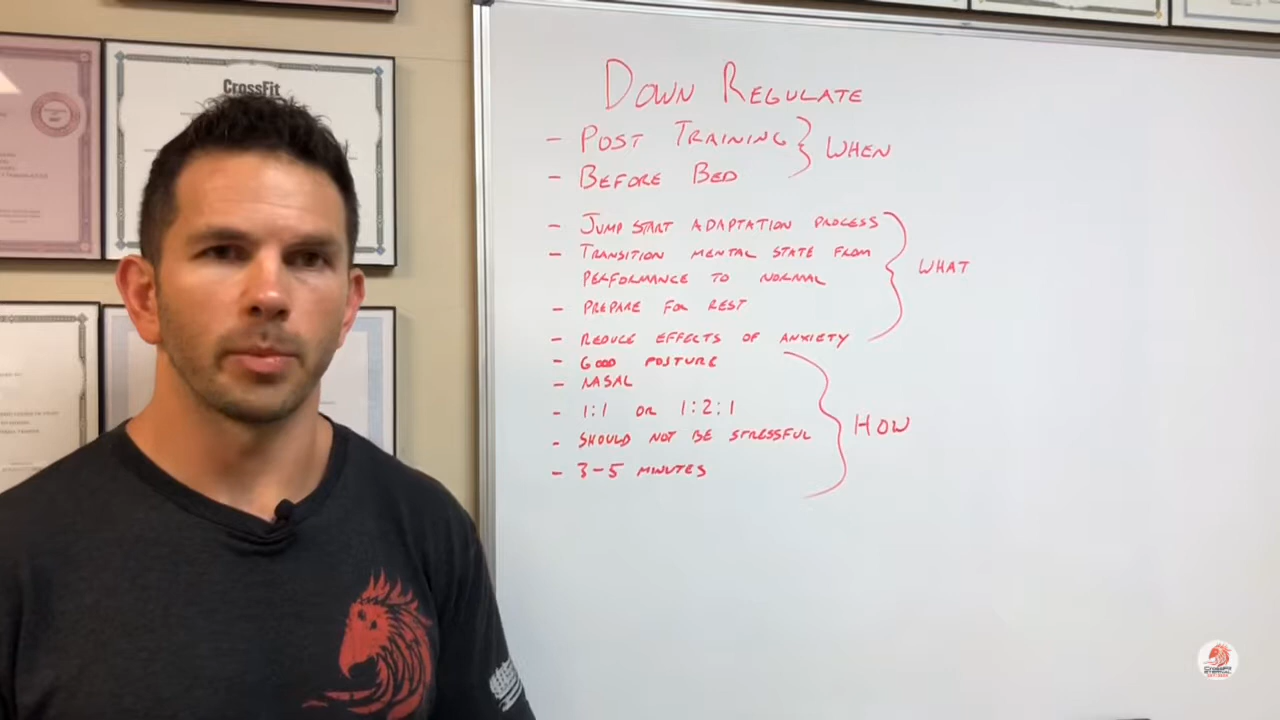 CrossFit
DOWN REGULATE
- POST TRAINING
- BEFORE BED
WHEN
- JUMP START ADAPTATION PROCESS
- TRANSITION MENTAL STATE FROM
PERFORMANCE TO NORMAL
- PREPARE FOR REST
- REDUCE EFFECTS OF ANXIETY
WHAT
- GOOD POSTURE
- NASAL
- 1:1 OR 1:2:1
- SHOULD NOT BE STRESSFUL
- 3-5 MINUTES
HOW
CROSSFIT